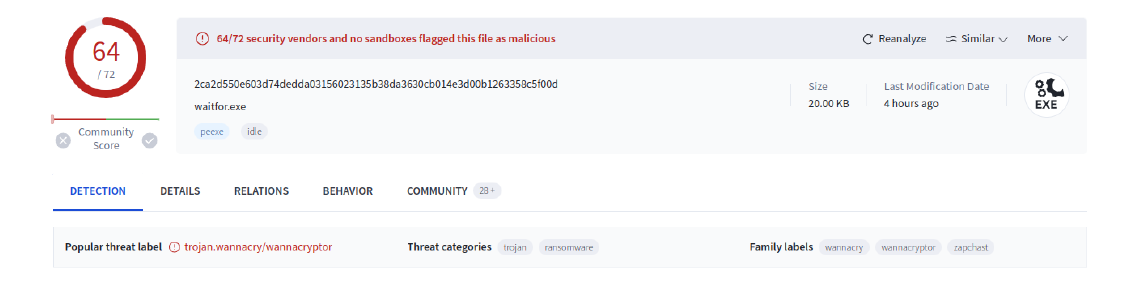 64
/ 72
Community
Score
64/72 security vendors and no sandboxes flagged this file as malicious
Reanalyze
Similar
More
2ca2d550e603d74dedda03156023135b38da3630cb014e3d00b1263358c5f00d
waitfor.exe
peexe
idle
Size
20.00 KB
Last Modification Date
4 hours ago
EXE
DETECTION
DETAILS
RELATIONS
BEHAVIOR
COMMUNITY
28+
Popular threat label
trojan.wannacry/wannacryptor
Threat categories
trojan
ransomware
Family labels
wannacry
wannacryptor
zapchast